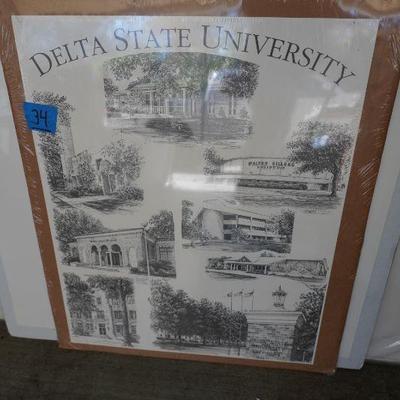 DELTA STATE UNIVERSITY
34
WALTER SILLERS
COLISEUM